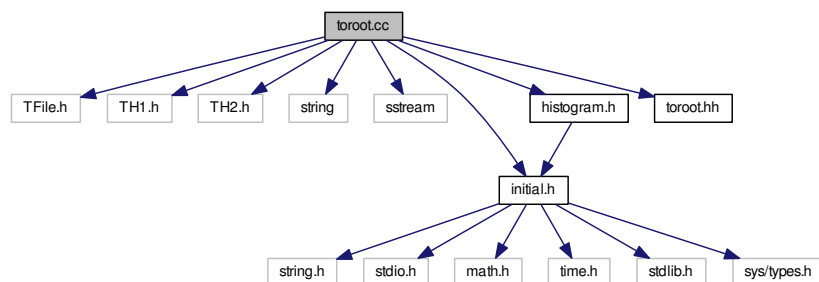 toroot.cc
TFile.h
TH1.h
TH2.h
string
sstream
histogram.h
toroot.hh
initial.h
string.h
stdio.h
math.h
time.h
stdlib.h
sys/types.h